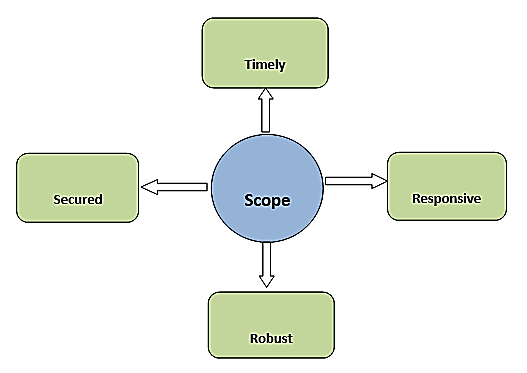 Timely
Secured
Scope
Responsive
Robust